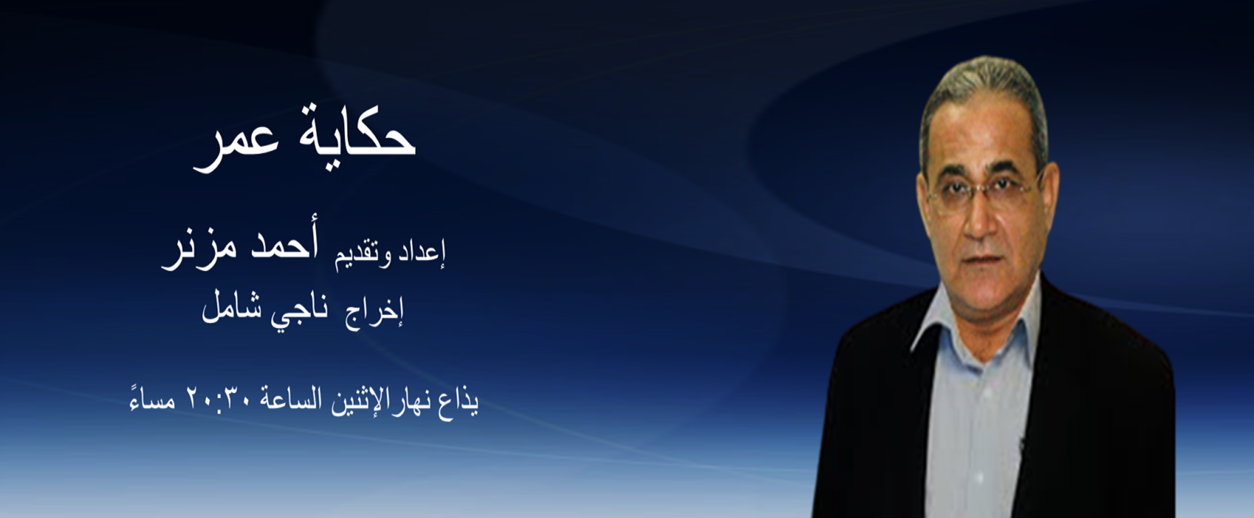 حكاية عمر
إعداد وتقديم أحمد مزنر
إخراج ناجي شامل
يذاع نهار الإثنين الساعة ٢٠:٣٠ مساءً